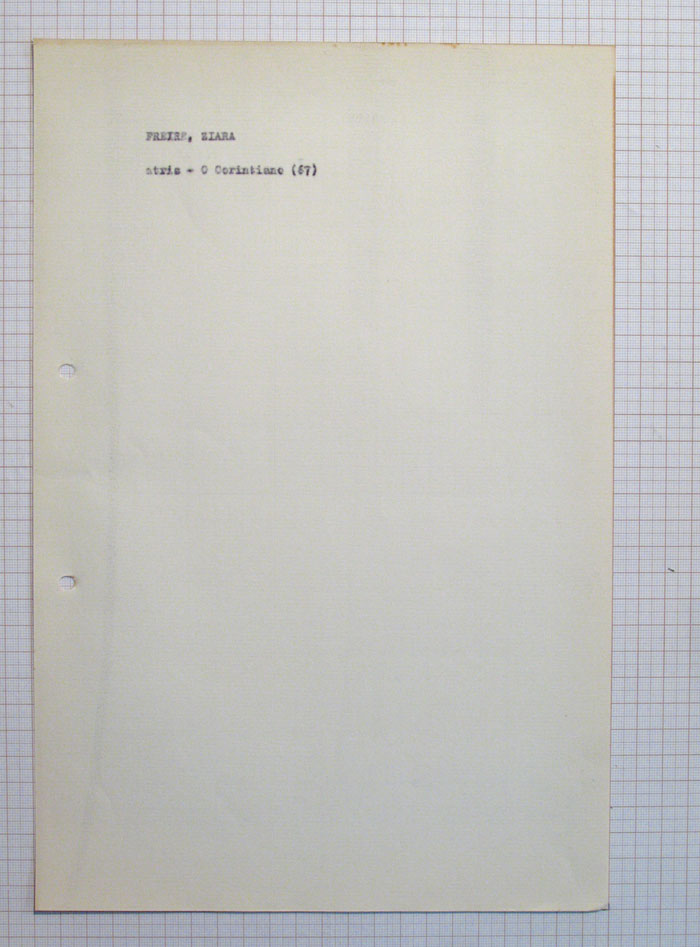 FREIRE, ZIARA
atriz - O Corintiano (67)